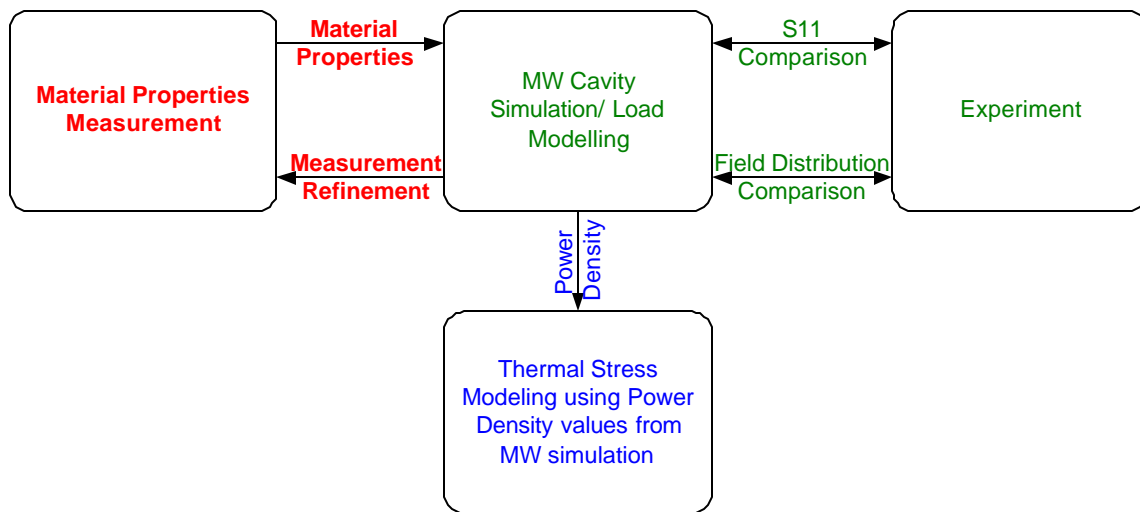 Material Properties
Measurement
Material
Properties
Measurement
Refinement
MW Cavity
Simulation/ Load
Modelling
S11
Comparison
Field Distribution
Comparison
Experiment
Power
Density
Thermal Stress
Modeling using Power
Density values from
MW simulation